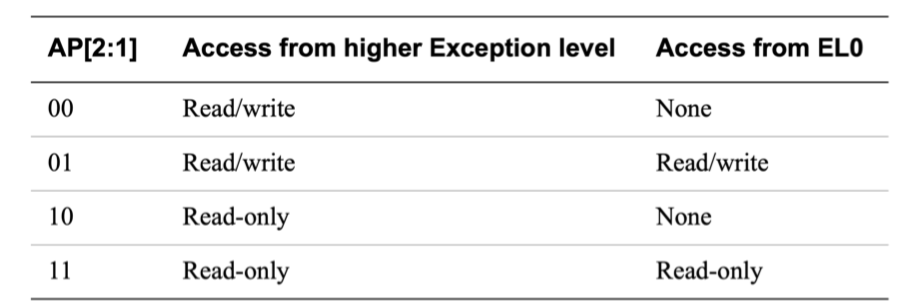 AP[2:1] Access from higher Exception level Access from EL0
00 Read/write None
01 Read/write Read/write
10 Read-only None
11 Read-only Read-only